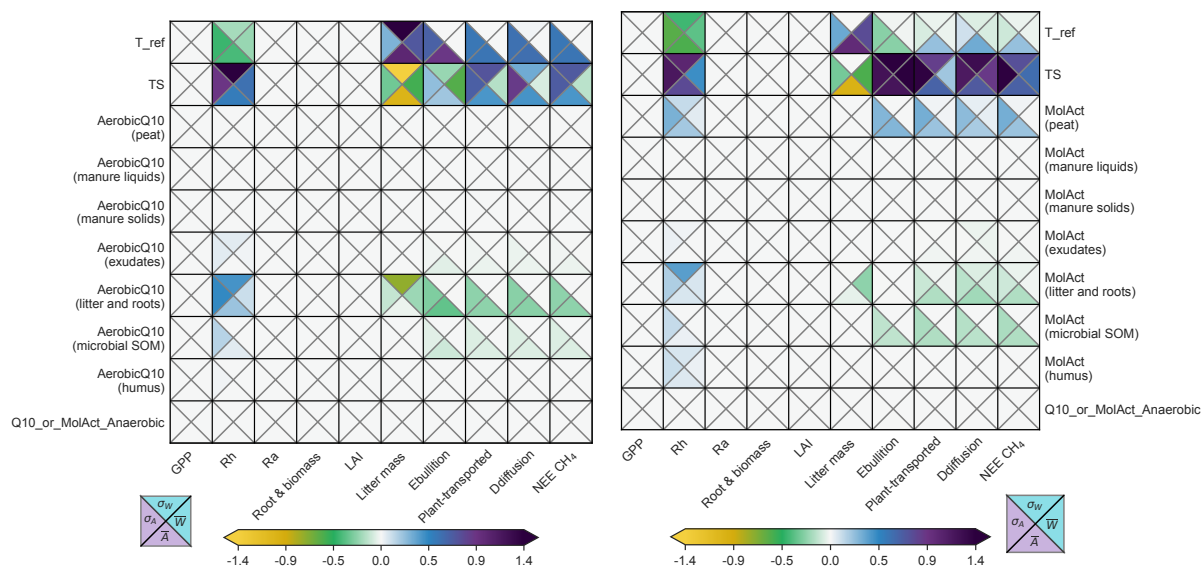 T_ref
TS
AerobicQ10
(peat)
AerobicQ10
(manure liquids)
AerobicQ10
(manure solids)
AerobicQ10
(exudates)
AerobicQ10
(litter and roots)
AerobicQ10
(microbial SOM)
AerobicQ10
(humus)
Q10_or_MolAct_Anaerobic
GPP
Rh
Ra
Root & biomass
LAI
Litter mass
Ebullition
Plant-transported
Ddiffusion
NEE CH₄
σ_W
σ_A
W̅
A̅
-1.4 -0.9 -0.5 0.0 0.5 0.9 1.4
T_ref
TS
MolAct
(peat)
MolAct
(manure liquids)
MolAct
(manure solids)
MolAct
(exudates)
MolAct
(litter and roots)
MolAct
(microbial SOM)
MolAct
(humus)
Q10_or_MolAct_Anaerobic
GPP
Rh
Ra
Root & biomass
LAI
Litter mass
Ebullition
Plant-transported
Ddiffusion
NEE CH₄
-1.4 -0.9 -0.5 0.0 0.5 0.9 1.4
σ_W
σ_A
W̅
A̅